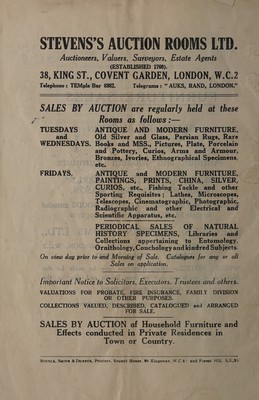 STEVENS'S AUCTION ROOMS LTD.
Auctioneers, Valuers, Surveyors, Estate Agents
(ESTABLISHED 1760).
38, KING ST., COVENT GARDEN, LONDON, W.C.2
Telephone : TEMple Bar 8882. Telegrams : "AUKS, RAND, LONDON."
SALES BY AUCTION are regularly held at these
Rooms as follows :—
TUESDAYS ANTIQUE AND MODERN FURNITURE,
and Old Silver and Glass, Persian Rugs, Rare
WEDNESDAYS. Books and MSS., Pictures, Plate, Porcelain
and Pottery, Curios, Arms and Armour,
Bronzes, Ivories, Ethnographical Specimens,
etc.
FRIDAYS. ANTIQUE and MODERN FURNITURE,
PAINTINGS, PRINTS, CHINA, SILVER,
CURIOS, etc., Fishing Tackle and other
Sporting Requisites; Lathes, Microscopes,
Telescopes, Cinematographic, Photographic,
Radiographic and other Electrical and
Scientific Apparatus, etc.
PERIODICAL SALES OF NATURAL
HISTORY SPECIMENS, Libraries and
Collections appertaining to Entomology,
Ornithology, Conchology and kindred Subjects.
On view day prior to and Morning of Sale. Catalogues for any or all
Sales on application.
Important Notice to Solicitors, Executors, Trustees and others.
VALUATIONS FOR PROBATE, FIRE INSURANCE, FAMILY DIVISION
OR OTHER PURPOSES.
COLLECTIONS VALUED, DESCRIBED, CATALOGUED and ARRANGED
FOR SALE.
SALES BY AUCTION of Household Furniture and
Effects conducted in Private Residences in
Town or Country.